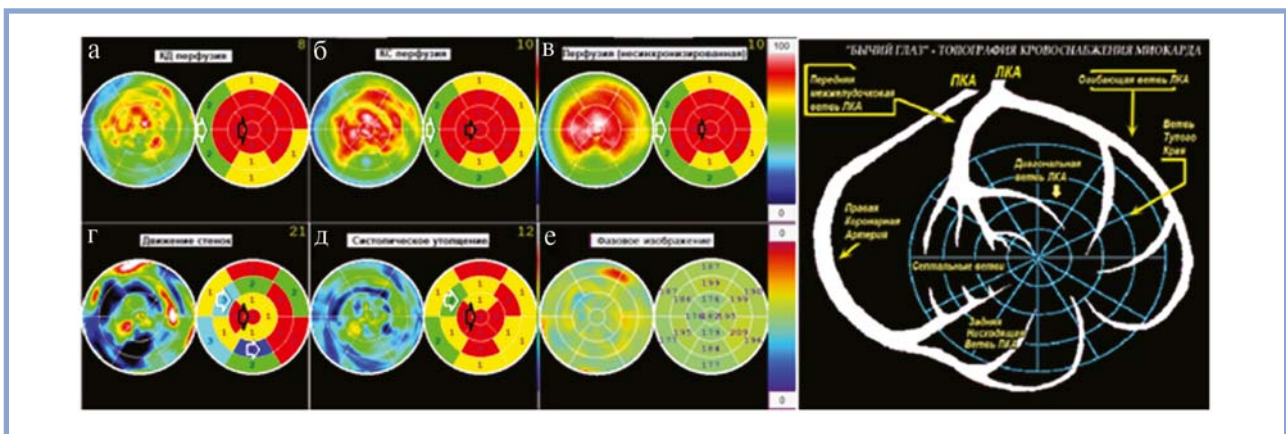 а
КД перфузия
8
б
КС перфузия
10
в
Перфузия (несинхронизированная)
10
100
0
г
Движение стенок
21
д
Систолическое утолщение
12
е
Фазовое изображение
0
0
"БЫЧИЙ ГЛАЗ" - ТОПОГРАФИЯ КРОВОСНАБЖЕНИЯ МИОКАРДА
ПКА
ЛКА
Передняя
межжелудочковая
ветвь ЛКА
Огибающая ветвь ЛКА
Ветвь
Тупого
Края
Диагональная
ветвь ЛКА
Правая
Коронарная
Артерия
Септальные ветви
Задняя
Нисходящая
Ветвь ПКА